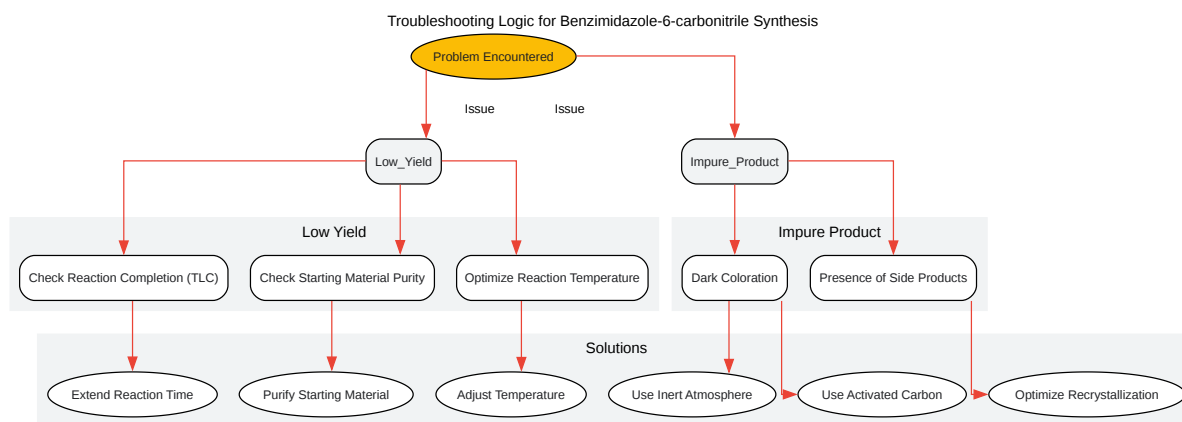 Troubleshooting Logic for Benzimidazole-6-carbonitrile Synthesis
Problem Encountered
Issue
Issue
Low_Yield
Impure_Product
Low Yield
Impure Product
Check Reaction Completion (TLC)
Check Starting Material Purity
Optimize Reaction Temperature
Dark Coloration
Presence of Side Products
Solutions
Extend Reaction Time
Purify Starting Material
Adjust Temperature
Use Inert Atmosphere
Use Activated Carbon
Optimize Recrystallization